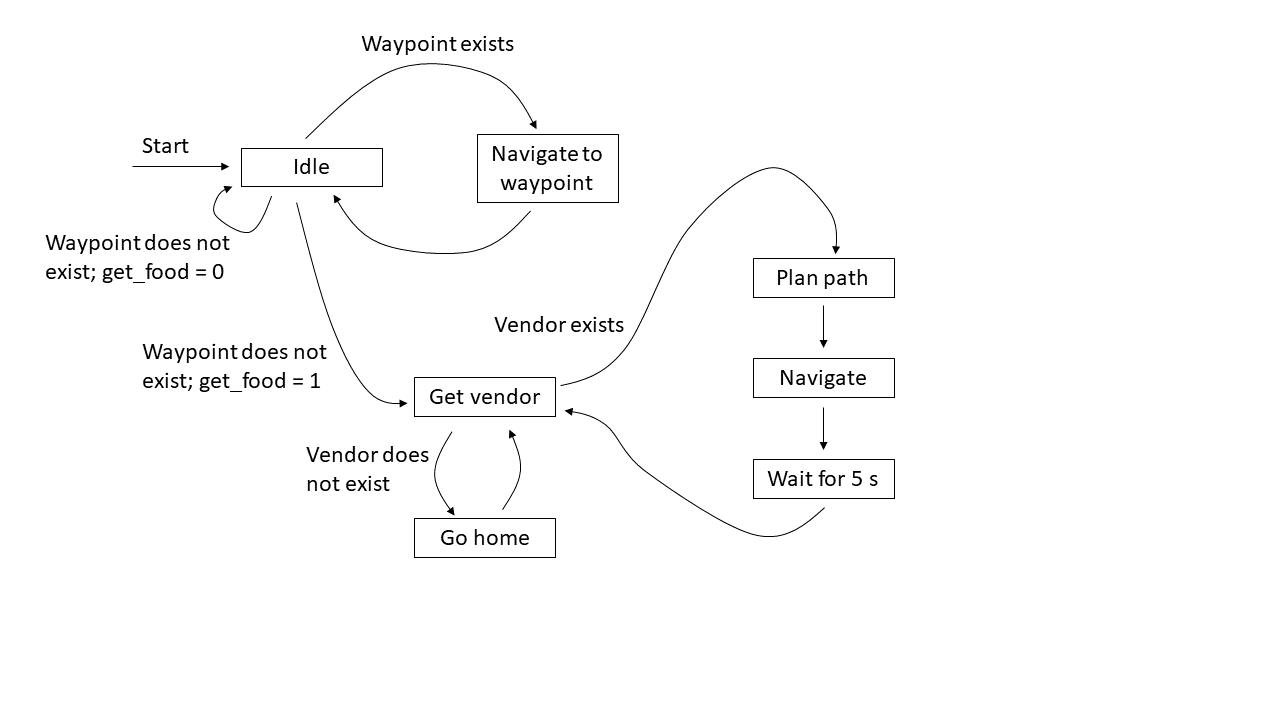 Waypoint exists
Start
Idle
Navigate to
waypoint
Waypoint does not
exist; get_food = 0
Plan path
Vendor exists
Waypoint does not
exist; get_food = 1
Navigate
Get vendor
Vendor does
not exist
Wait for 5 s
Go home